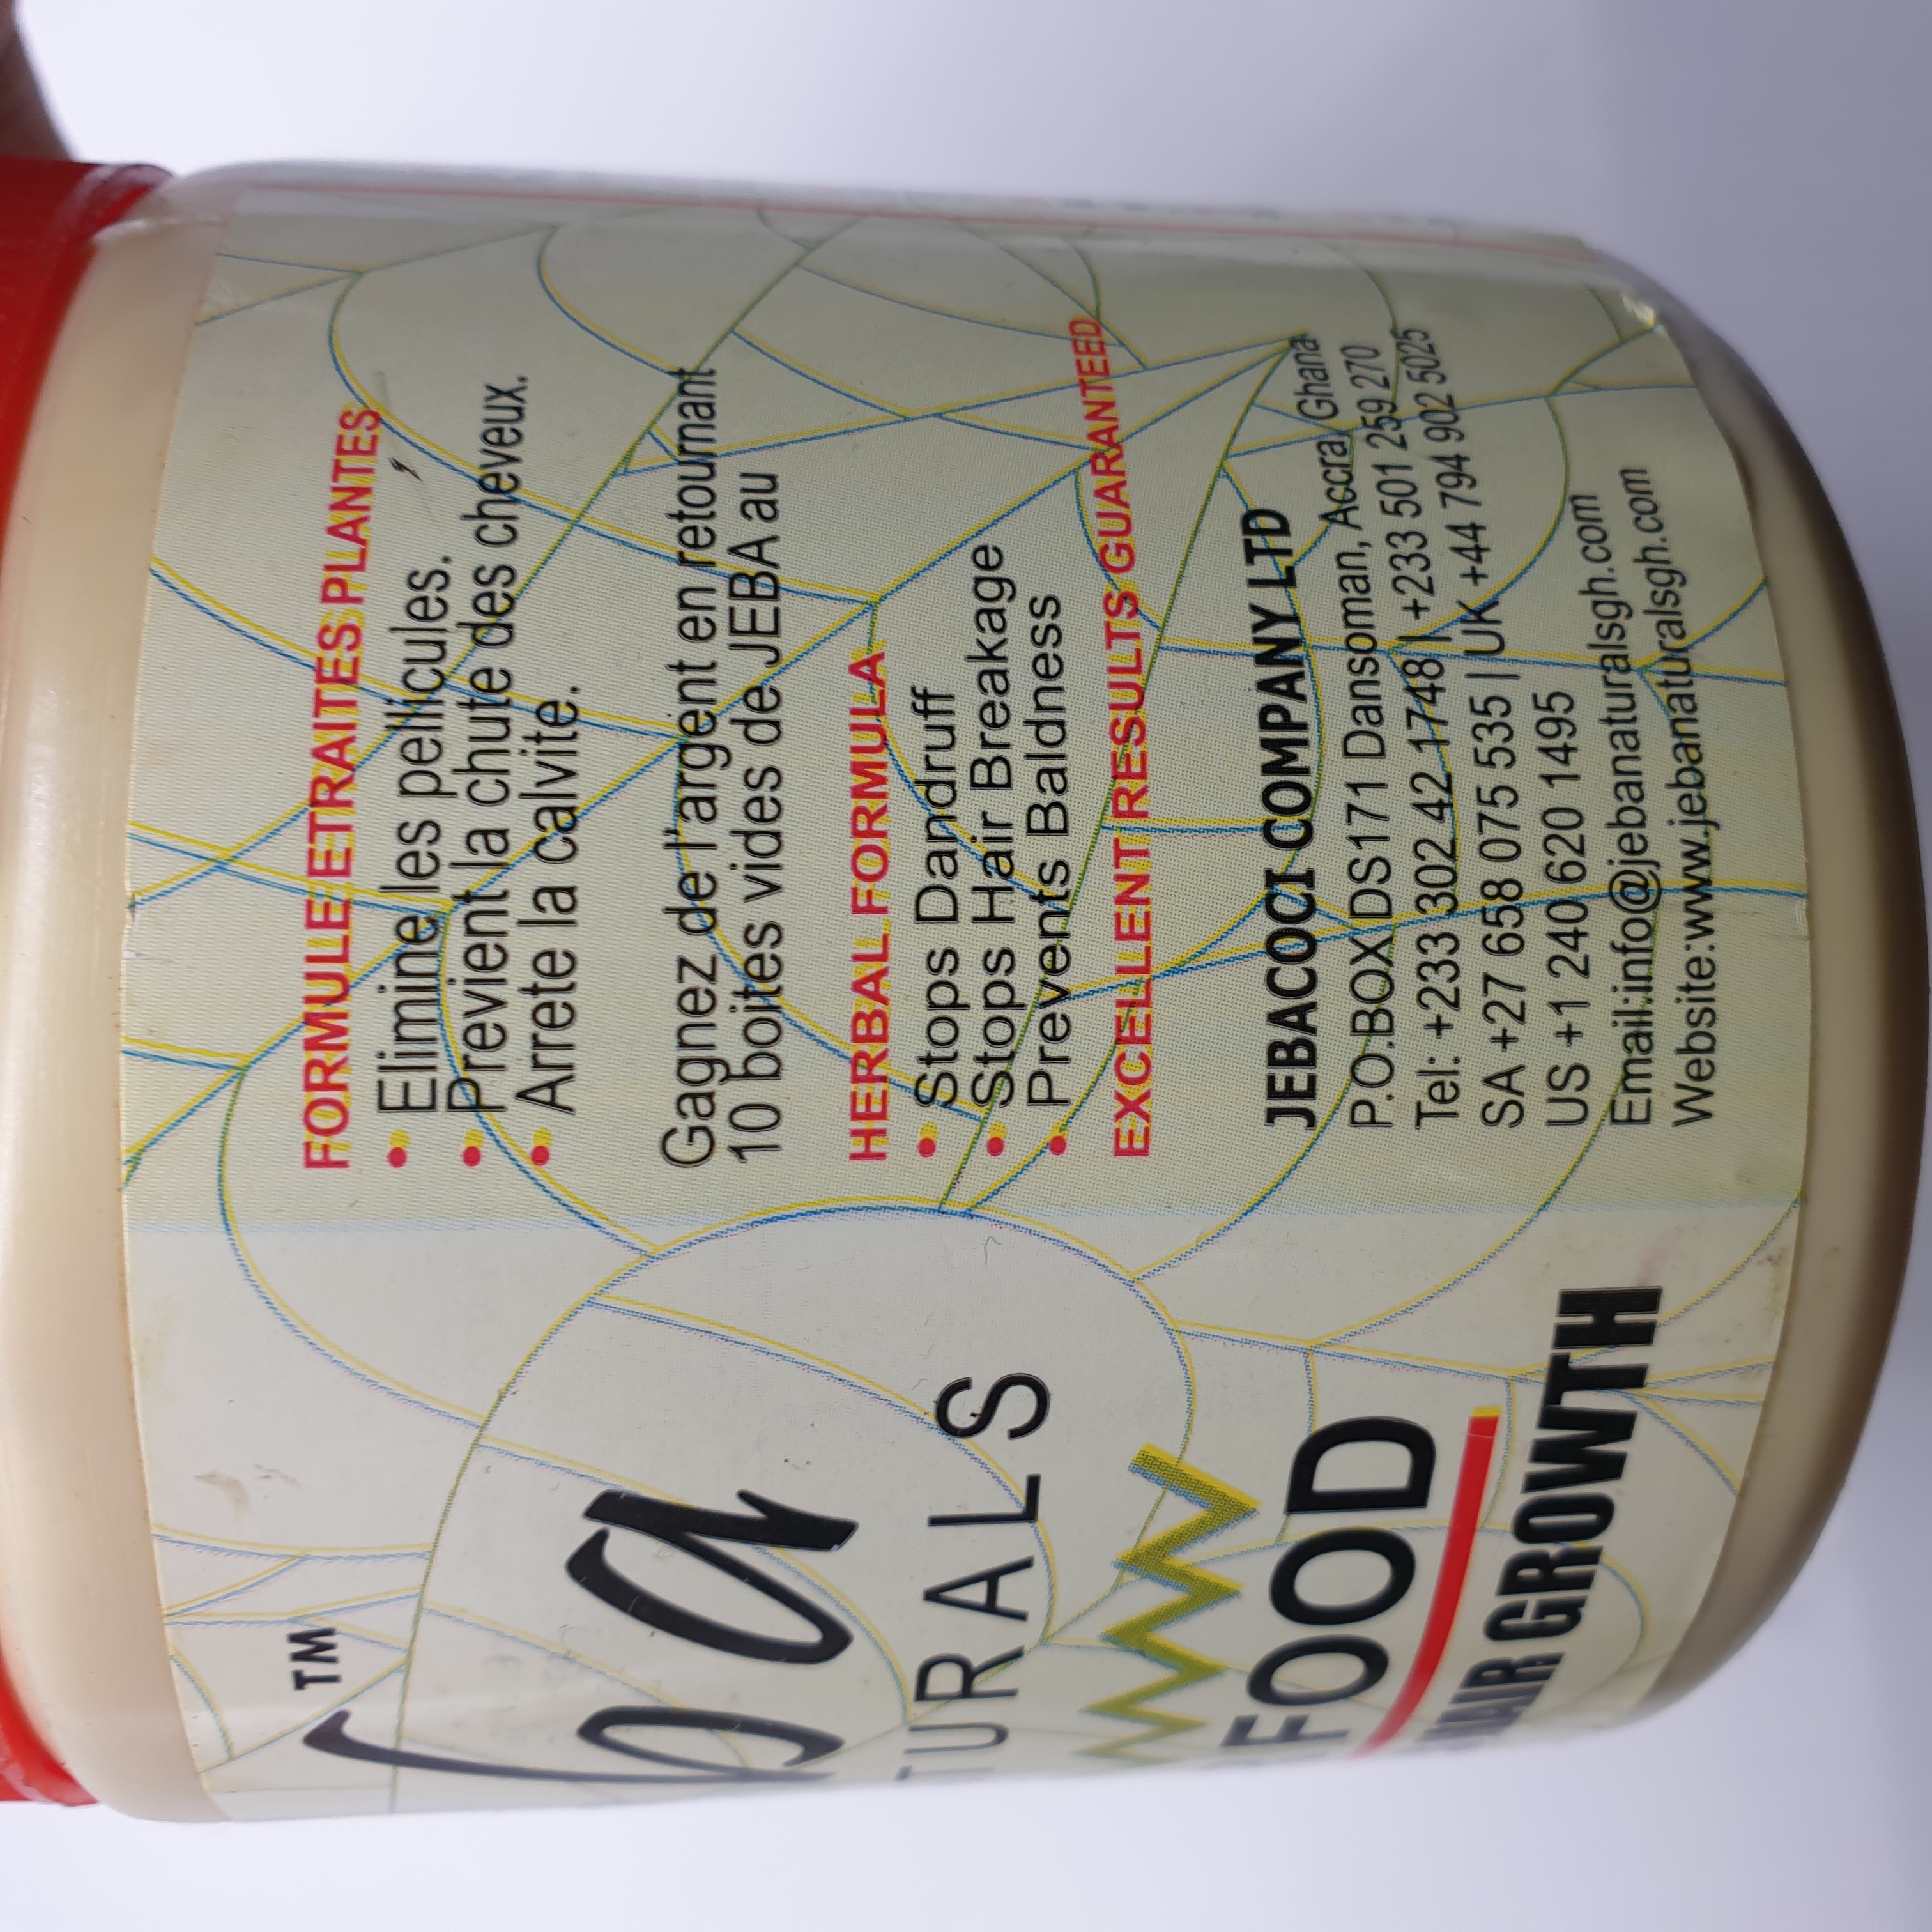 TM
ba
TURALS
FOOD
HAIR GROWTH
FORMULE ETRAITES PLANTES
• Elimine les pellicules.
• Previent la chute des cheveux.
• Arrete la calvite.
Gagnez de l'argent en retournant
10 boites vides de JEBA au
HERBAL FORMULA
• Stops Dandruff
• Stops Hair Breakage
• Prevents Baldness
EXCELLENT RESULTS GUARANTEED
JEBACOCI COMPANY LTD
P.O.BOX DS171 Dansoman, Accra, Ghana
Tel: +233 302 42 1748 | +233 501 259 270
SA +27 658 075 535 | UK +44 794 902 5025
US +1 240 620 1495
Email:info@jebanaturalsgh.com
Website:www.jebanaturalsgh.com